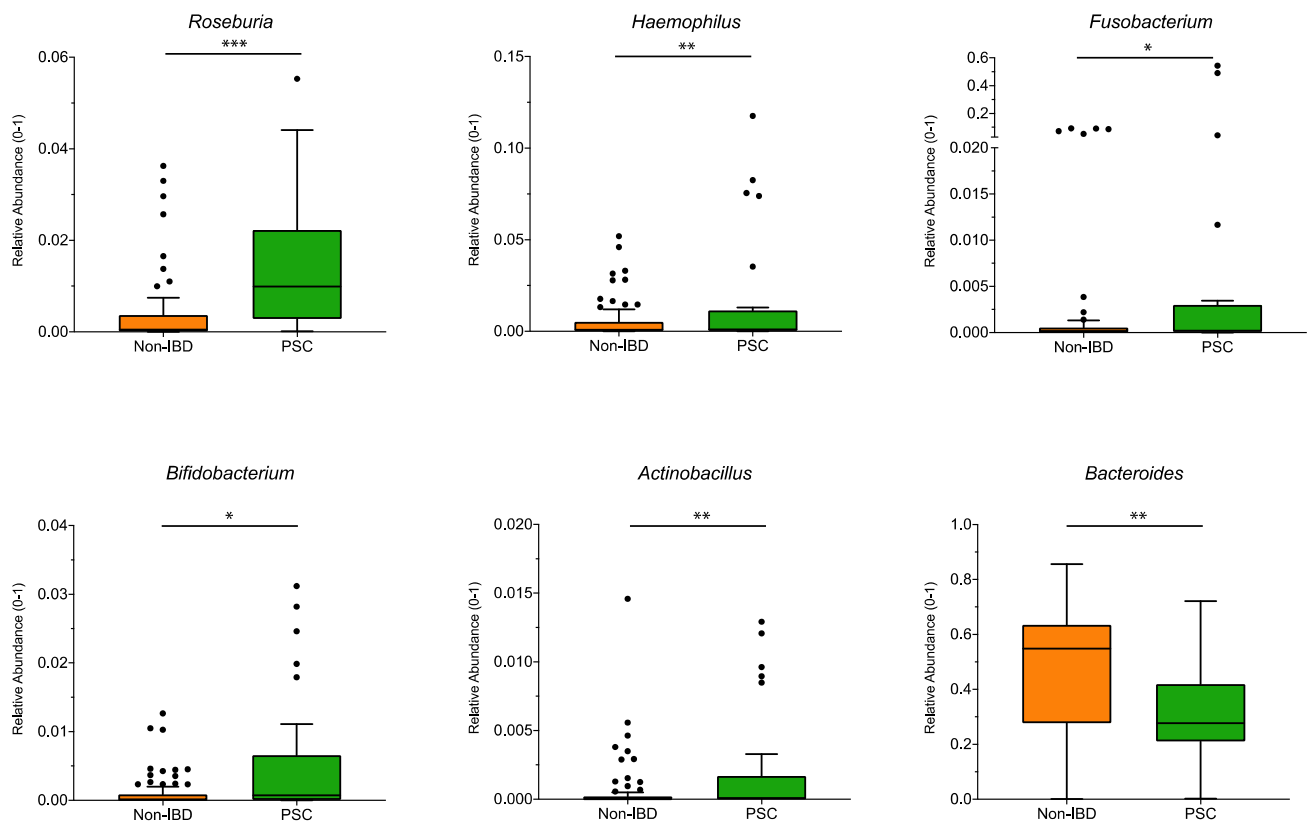 Roseburia
***
0.06
0.04
0.02
0.00
Relative Abundance (0-1)
Non-IBD PSC
Haemophilus
**
0.15
0.10
0.05
0.00
Relative Abundance (0-1)
Non-IBD PSC
Fusobacterium
*
0.6
0.4
0.2
0.020
0.015
0.010
0.005
0.000
Relative Abundance (0-1)
Non-IBD PSC
Bifidobacterium
*
0.04
0.03
0.02
0.01
0.00
Relative Abundance (0-1)
Non-IBD PSC
Actinobacillus
**
0.020
0.015
0.010
0.005
0.000
Relative Abundance (0-1)
Non-IBD PSC
Bacteroides
**
1.0
0.8
0.6
0.4
0.2
0.0
Relative Abundance (0-1)
Non-IBD PSC